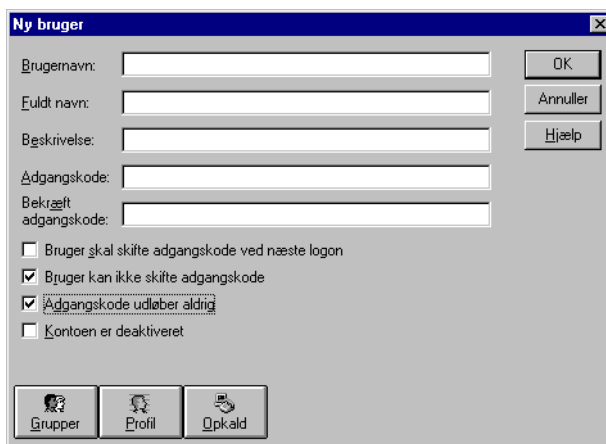 Ny bruger
Brugernavn:
OK
Fuldt navn:
Annuller
Beskrivelse:
Hjælp
Adgangskode:
Bekræft
adgangskode:
Bruger skal skifte adgangskode ved næste logon
Bruger kan ikke skifte adgangskode
Adgangskode udløber aldrig
Kontoen er deaktiveret
Grupper
Profil
Opkald